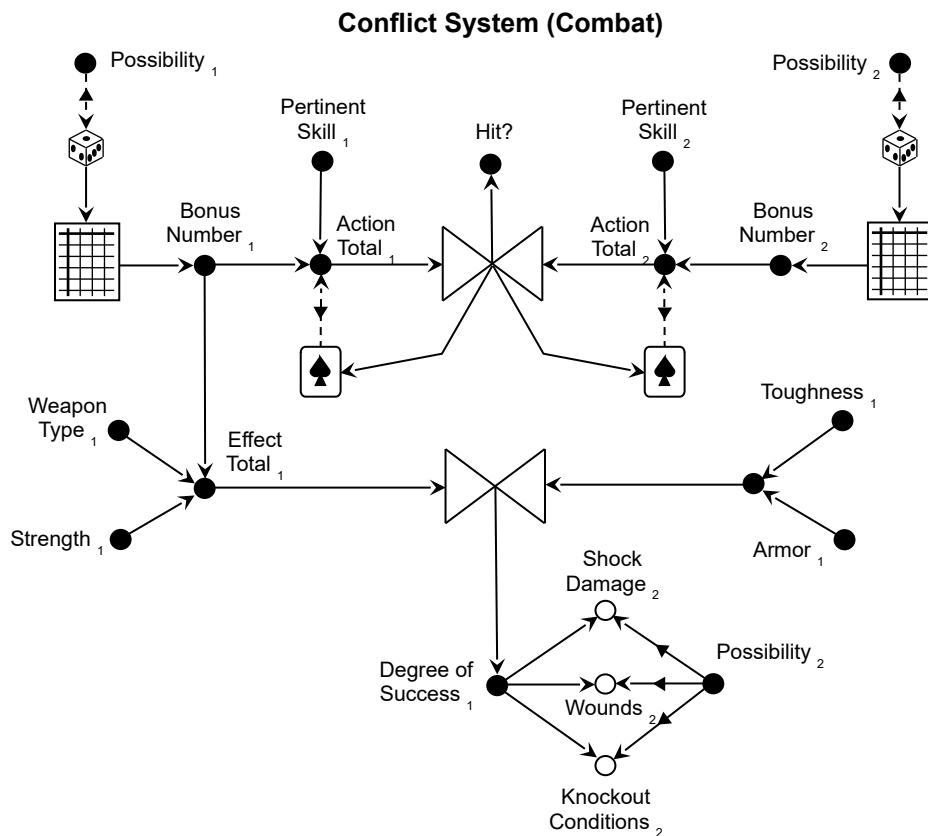 Conflict System (Combat)
Possibility 1
Possibility 2
Pertinent
Skill 1
Hit?
Pertinent
Skill 2
Bonus
Number 1
Action
Total 1
Action
Total 2
Bonus
Number 2
Weapon
Type 1
Effect
Total 1
Toughness 1
Strength 1
Armor 1
Shock
Damage 2
Degree of
Success 1
Possibility 2
Wounds 2
Knockout
Conditions 2